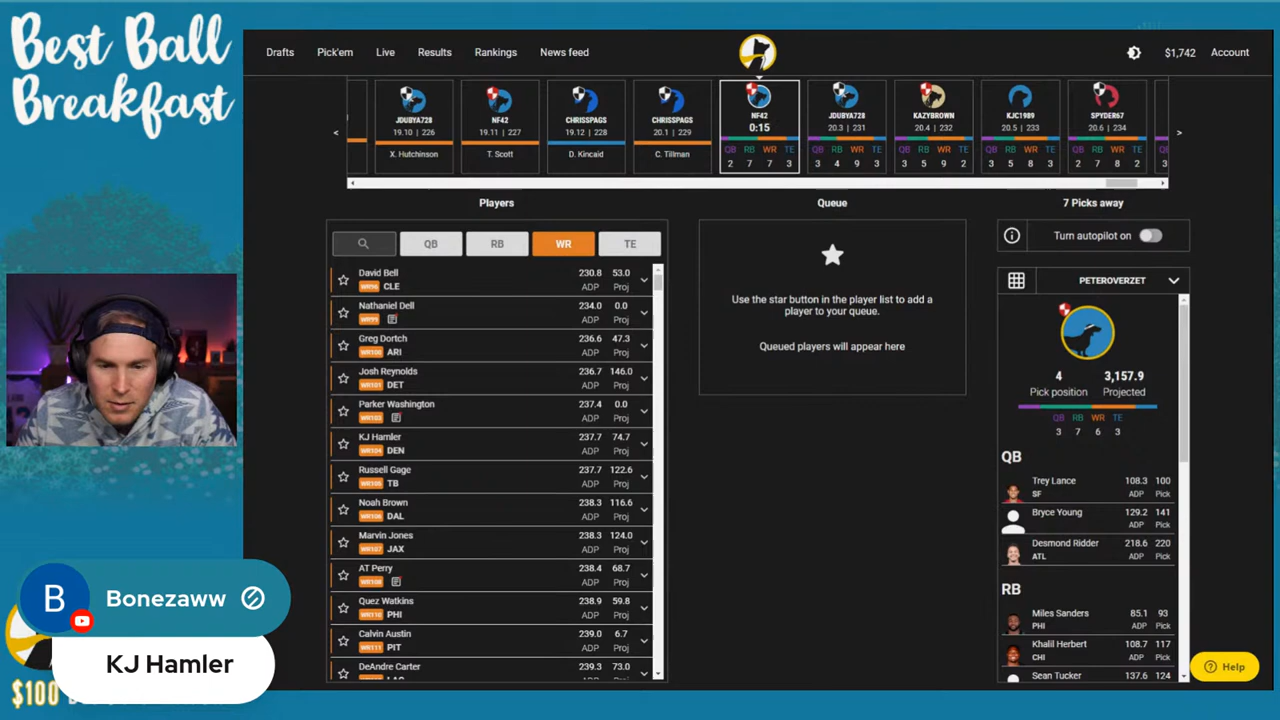 Best Ball
Breakfast
Drafts Pick'em Live Results Rankings News feed
$1,742 Account
JDUBYA728
19.10 | 226
X. Hutchinson
NF42
19.11 | 227
T. Scott
CHRISSPAGS
19.12 | 228
D. Kincaid
CHRISSPAGS
20.1 | 229
C. Tillman
NF42
0:15
QB RB WR TE
2 7 7 3
JDUBYA728
20.3 | 231
QB RB WR TE
3 4 9 3
KAZYBROWN
20.4 | 232
QB RB WR TE
3 5 9 2
KJC1989
20.5 | 233
QB RB WR TE
3 5 8 3
SPYDER67
20.6 | 234
QB RB WR TE
2 7 8 2
Players
Queue
7 Picks away
QB RB WR TE
David Bell 230.8 53.0
WR96 CLE ADP Proj
Nathaniel Dell 234.0 0.0
WR99 ADP Proj
Greg Dortch 236.6 47.3
WR100 ARI ADP Proj
Josh Reynolds 236.7 146.0
WR101 DET ADP Proj
Parker Washington 237.4 0.0
WR103 ADP Proj
KJ Hamler 237.7 74.7
WR104 DEN ADP Proj
Russell Gage 237.7 122.6
WR105 TB ADP Proj
Noah Brown 238.3 116.6
WR106 DAL ADP Proj
Marvin Jones 238.3 124.0
WR107 JAX ADP Proj
AT Perry 238.4 68.7
WR108 ADP Proj
Quez Watkins 238.9 59.8
WR110 PHI ADP Proj
Calvin Austin 239.0 6.7
WR111 PIT ADP Proj
DeAndre Carter 239.3 73.0
ADP Proj
Use the star button in the player list to add a
player to your queue.
Queued players will appear here
Turn autopilot on
PETEROVERZET
4 3,157.9
Pick position Projected
QB RB WR TE
3 7 6 3
QB
Trey Lance 108.3 100
SF ADP Pick
Bryce Young 129.2 141
ADP Pick
Desmond Ridder 218.6 220
ATL ADP Pick
RB
Miles Sanders 85.1 93
PHI ADP Pick
Khalil Herbert 108.7 117
CHI ADP Pick
Sean Tucker 137.6 124
Help
B Bonezaww
KJ Hamler
$100